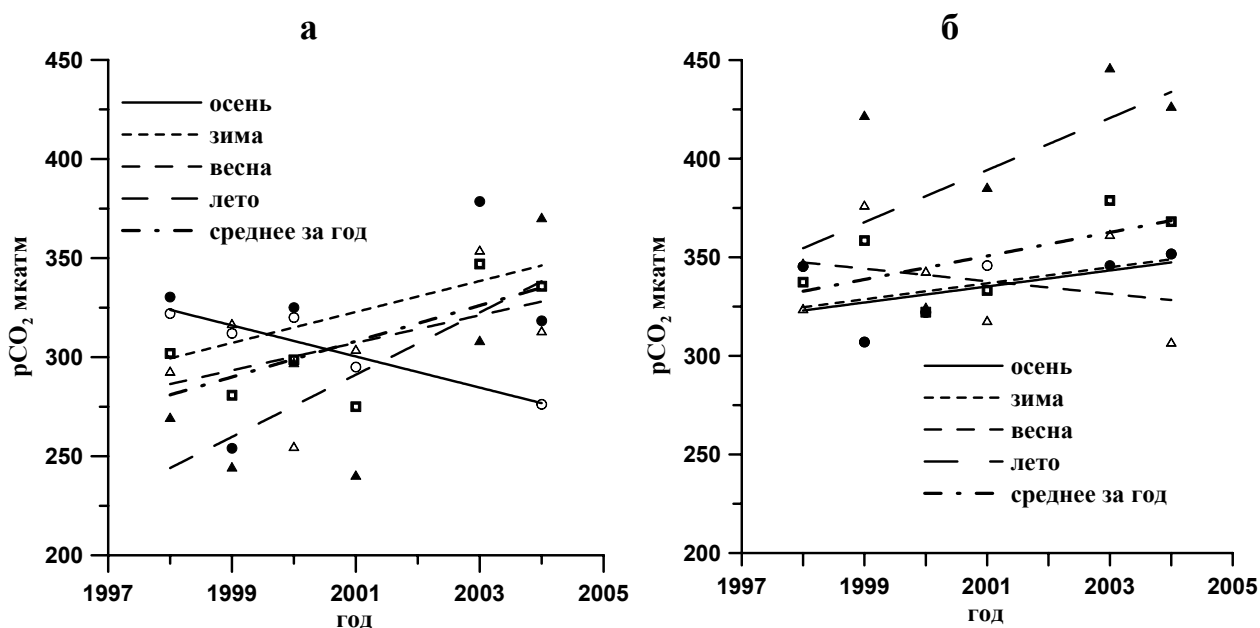 а
450
400
350
300
250
200
pCO₂ мкатм
осень
зима
весна
лето
среднее за год
1997
1999
2001
2003
2005
год
б
450
400
350
300
250
200
pCO₂ мкатм
осень
зима
весна
лето
среднее за год
1997
1999
2001
2003
2005
год